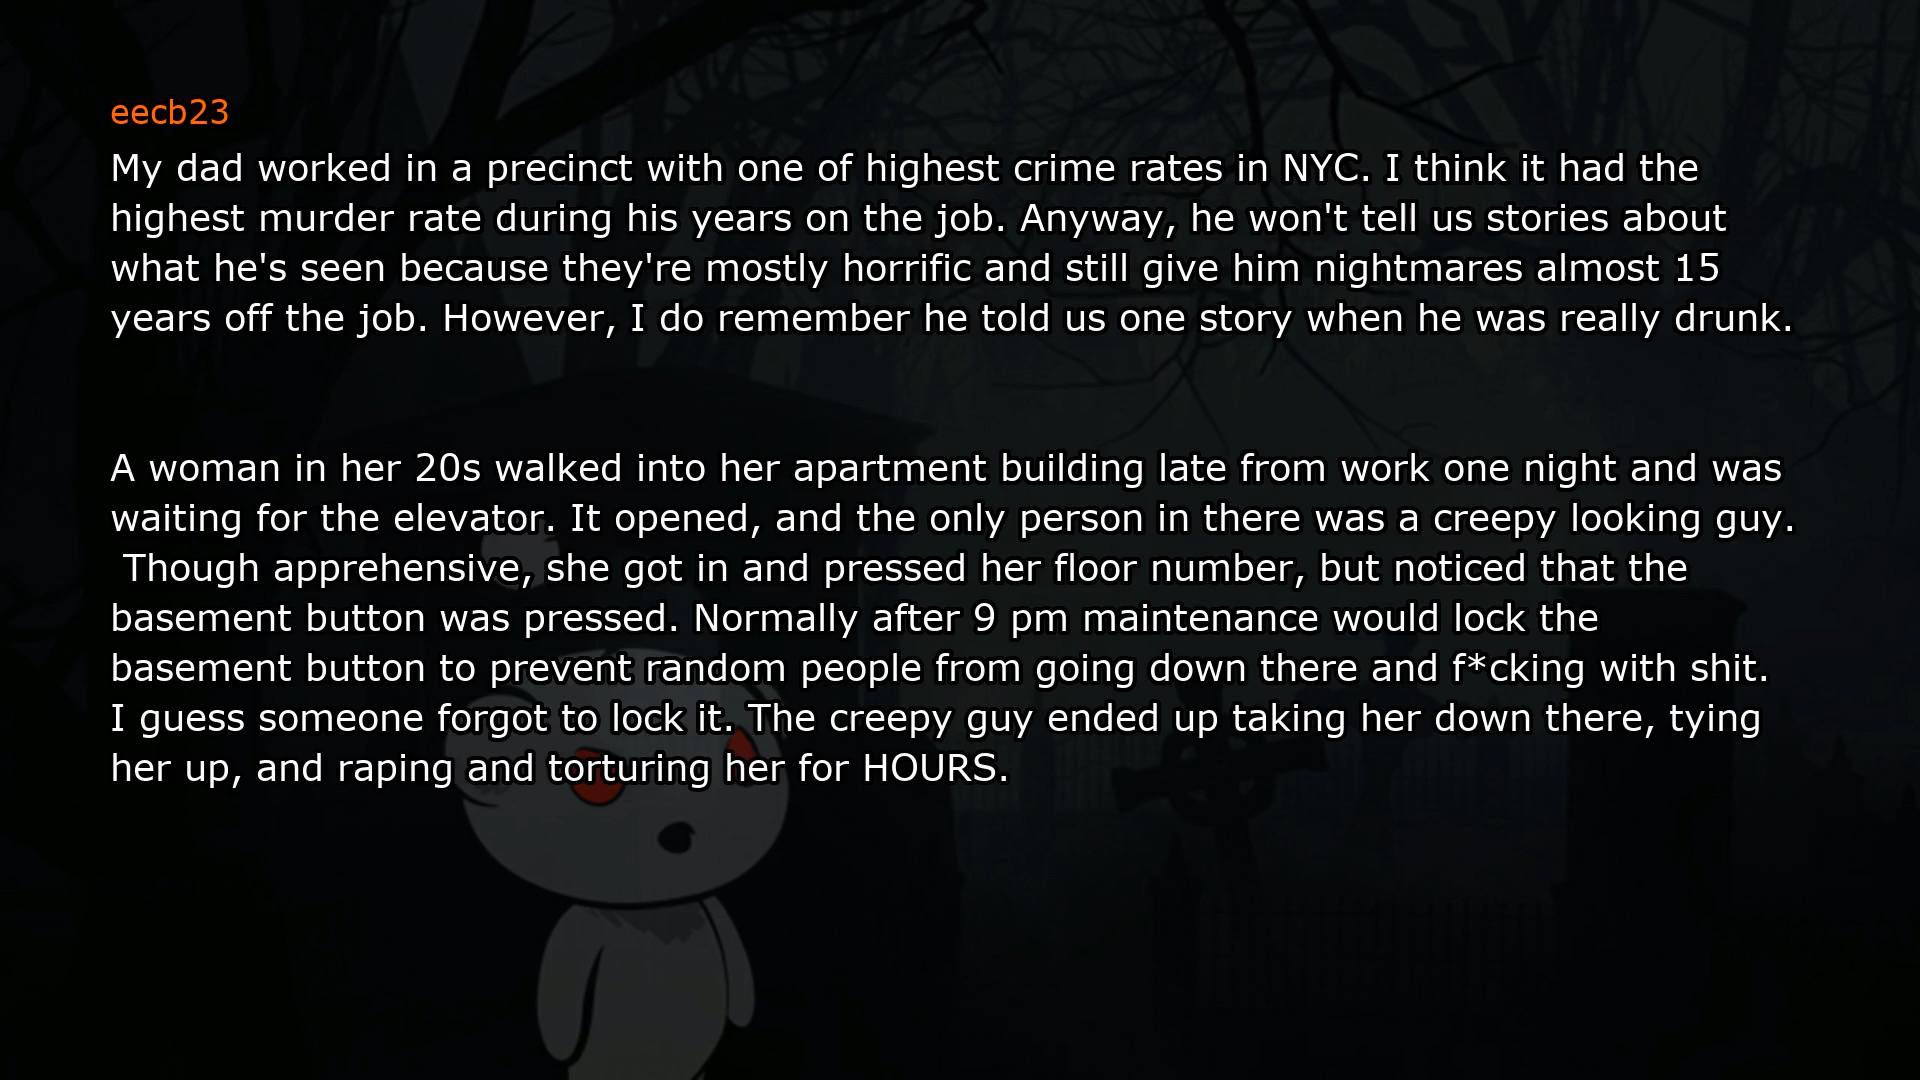 eecb23
My dad worked in a precinct with one of highest crime rates in NYC. I think it had the
highest murder rate during his years on the job. Anyway, he won't tell us stories about
what he's seen because they're mostly horrific and still give him nightmares almost 15
years off the job. However, I do remember he told us one story when he was really drunk.
A woman in her 20s walked into her apartment building late from work one night and was
waiting for the elevator. It opened, and the only person in there was a creepy looking guy.
Though apprehensive, she got in and pressed her floor number, but noticed that the
basement button was pressed. Normally after 9 pm maintenance would lock the
basement button to prevent random people from going down there and f*cking with shit.
I guess someone forgot to lock it. The creepy guy ended up taking her down there, tying
her up, and raping and torturing her for HOURS.